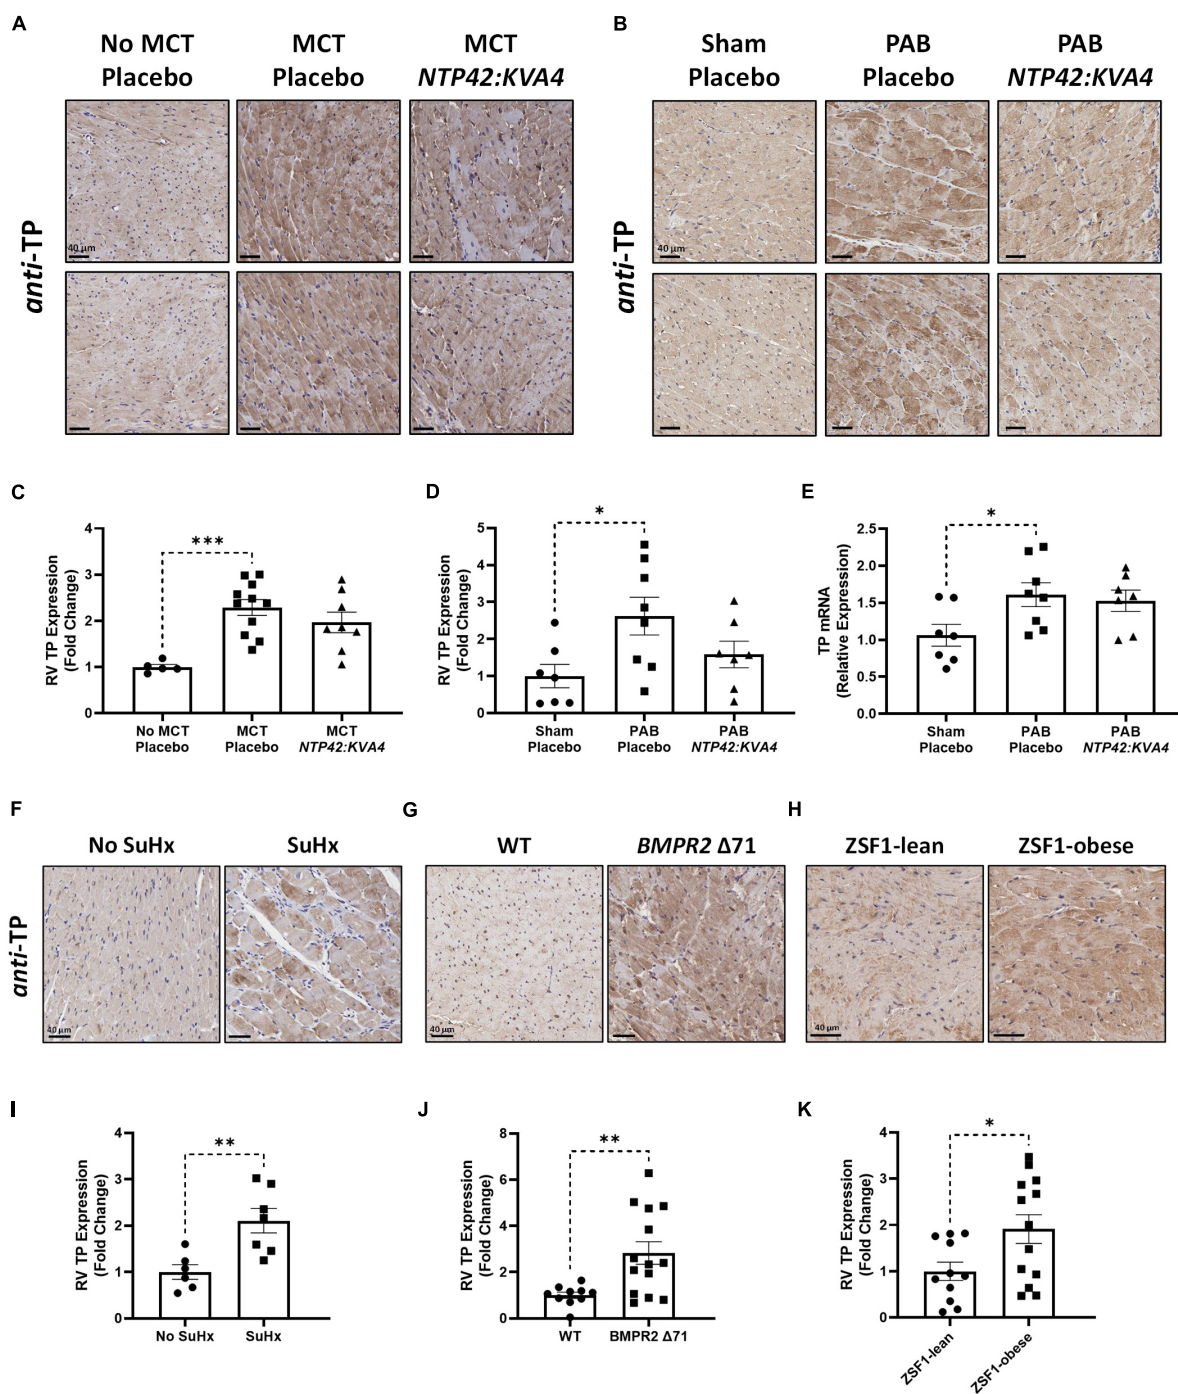 A
No MCT
Placebo
MCT
Placebo
MCT
NTP42:KVA4
anti-TP
40 µm
B
Sham
Placebo
PAB
Placebo
PAB
NTP42:KVA4
anti-TP
40 µm
C
RV TP Expression
(Fold Change)
4
3
2
1
0
***
No MCT
Placebo
MCT
Placebo
MCT
NTP42:KVA4
D
RV TP Expression
(Fold Change)
5
4
3
2
1
0
*
Sham
Placebo
PAB
Placebo
PAB
NTP42:KVA4
E
TP mRNA
(Relative Expression)
2.5
2.0
1.5
1.0
0.5
0.0
*
Sham
Placebo
PAB
Placebo
PAB
NTP42:KVA4
F
No SuHx
SuHx
anti-TP
40 µm
G
WT
BMPR2 Δ71
40 µm
H
ZSF1-lean
ZSF1-obese
40 µm
I
RV TP Expression
(Fold Change)
4
3
2
1
0
**
No SuHx
SuHx
J
RV TP Expression
(Fold Change)
8
6
4
2
0
**
WT
BMPR2 Δ71
K
RV TP Expression
(Fold Change)
4
3
2
1
0
*
ZSF1-lean
ZSF1-obese